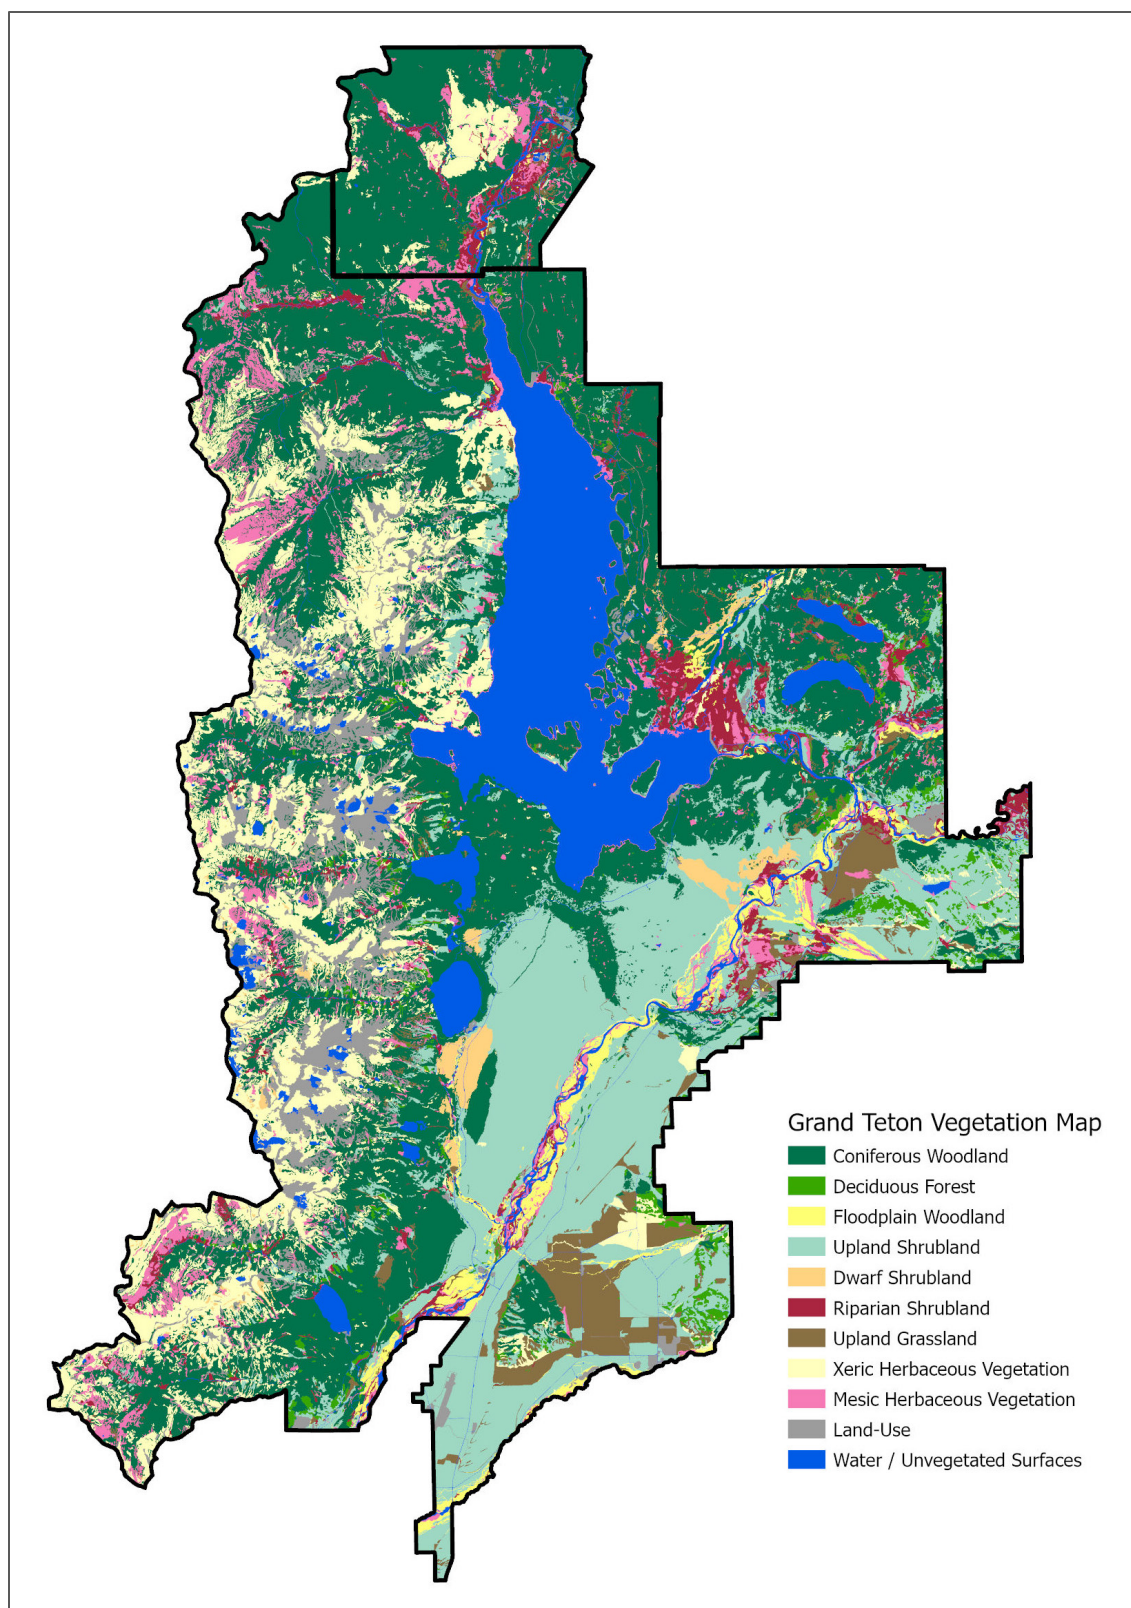 Grand Teton Vegetation Map
Coniferous Woodland
Deciduous Forest
Floodplain Woodland
Upland Shrubland
Dwarf Shrubland
Riparian Shrubland
Upland Grassland
Xeric Herbaceous Vegetation
Mesic Herbaceous Vegetation
Land-Use
Water / Unvegetated Surfaces